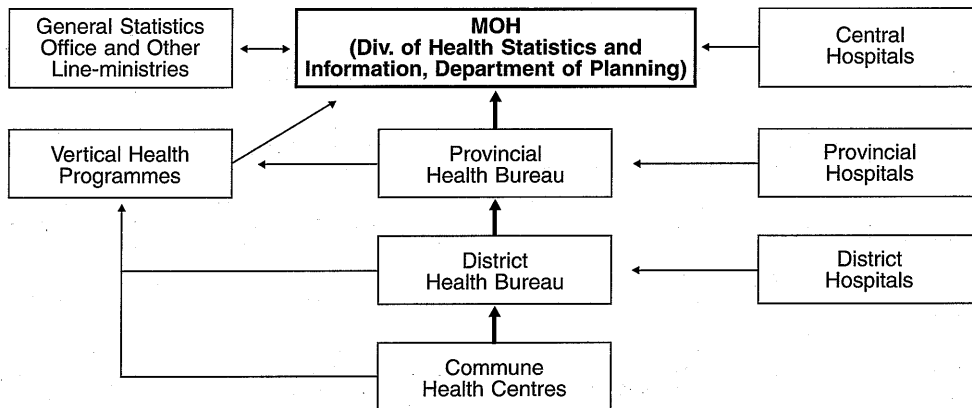 General Statistics
Office and Other
Line-ministries
MOH
(Div. of Health Statistics and
Information, Department of Planning)
Central
Hospitals
Vertical Health
Programmes
Provincial
Health Bureau
Provincial
Hospitals
District
Health Bureau
District
Hospitals
Commune
Health Centres